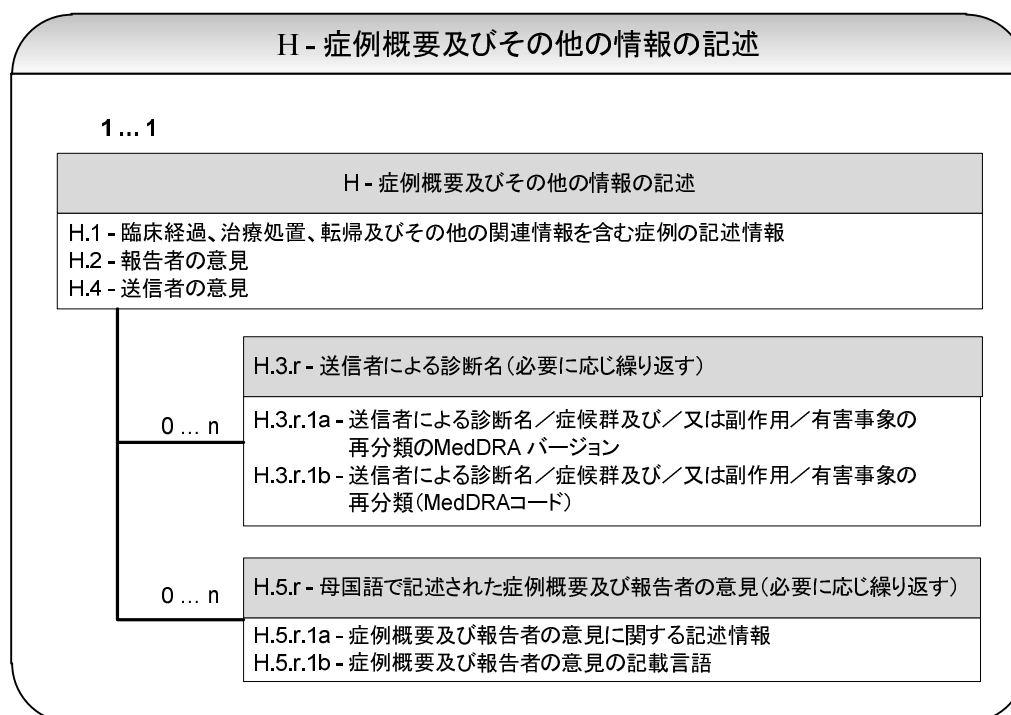 H - 症例概要及びその他の情報の記述
1 ... 1
H - 症例概要及びその他の情報の記述
H.1 - 臨床経過、治療処置、転帰及びその他の関連情報を含む症例の記述情報
H.2 - 報告者の意見
H.4 - 送信者の意見
H.3.r - 送信者による診断名(必要に応じ繰り返す)
0 ... n
H.3.r.1a - 送信者による診断名／症候群及び／又は副作用／有害事象の
再分類のMedDRA バージョン
H.3.r.1b - 送信者による診断名／症候群及び／又は副作用／有害事象の
再分類(MedDRAコード)
0 ... n
H.5.r - 母国語で記述された症例概要及び報告者の意見(必要に応じ繰り返す)
H.5.r.1a - 症例概要及び報告者の意見に関する記述情報
H.5.r.1b - 症例概要及び報告者の意見の記載言語